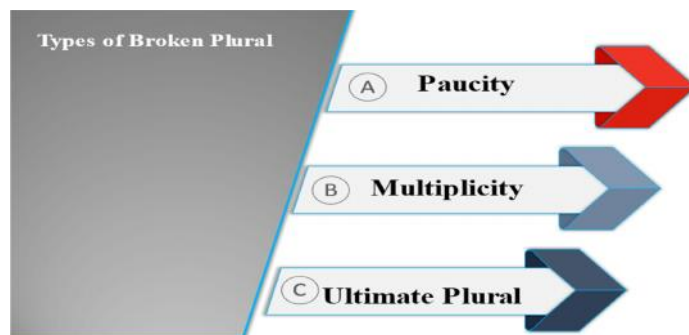 Types of Broken Plural
A Paucity
B Multiplicity
C Ultimate Plural